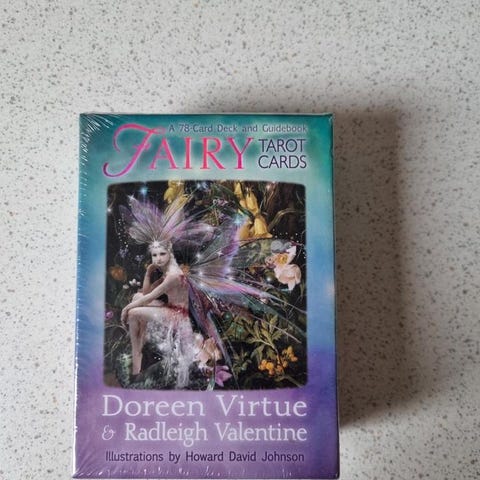 A 78-Card Deck and Guidebook
FAIRY TAROT
CARDS
Doreen Virtue
& Radleigh Valentine
Illustrations by Howard David Johnson